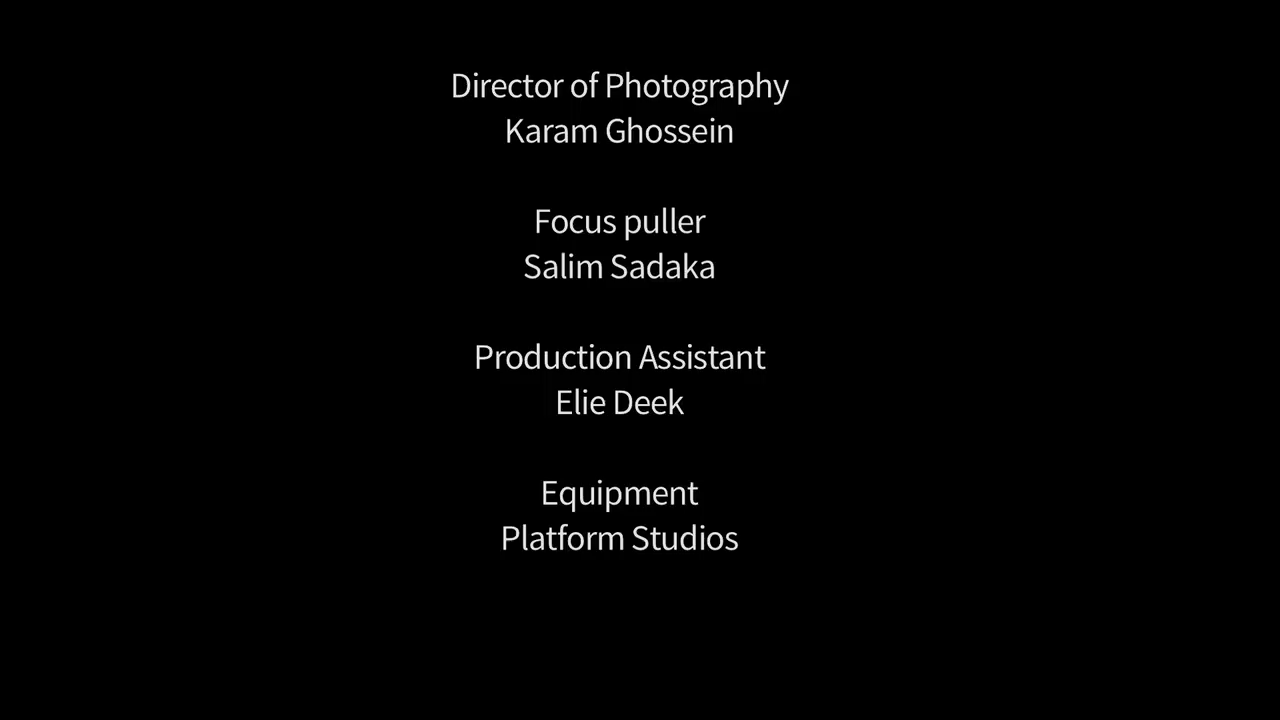 Director of Photography
Karam Ghossein
Focus puller
Salim Sadaka
Production Assistant
Elie Deek
Equipment
Platform Studios